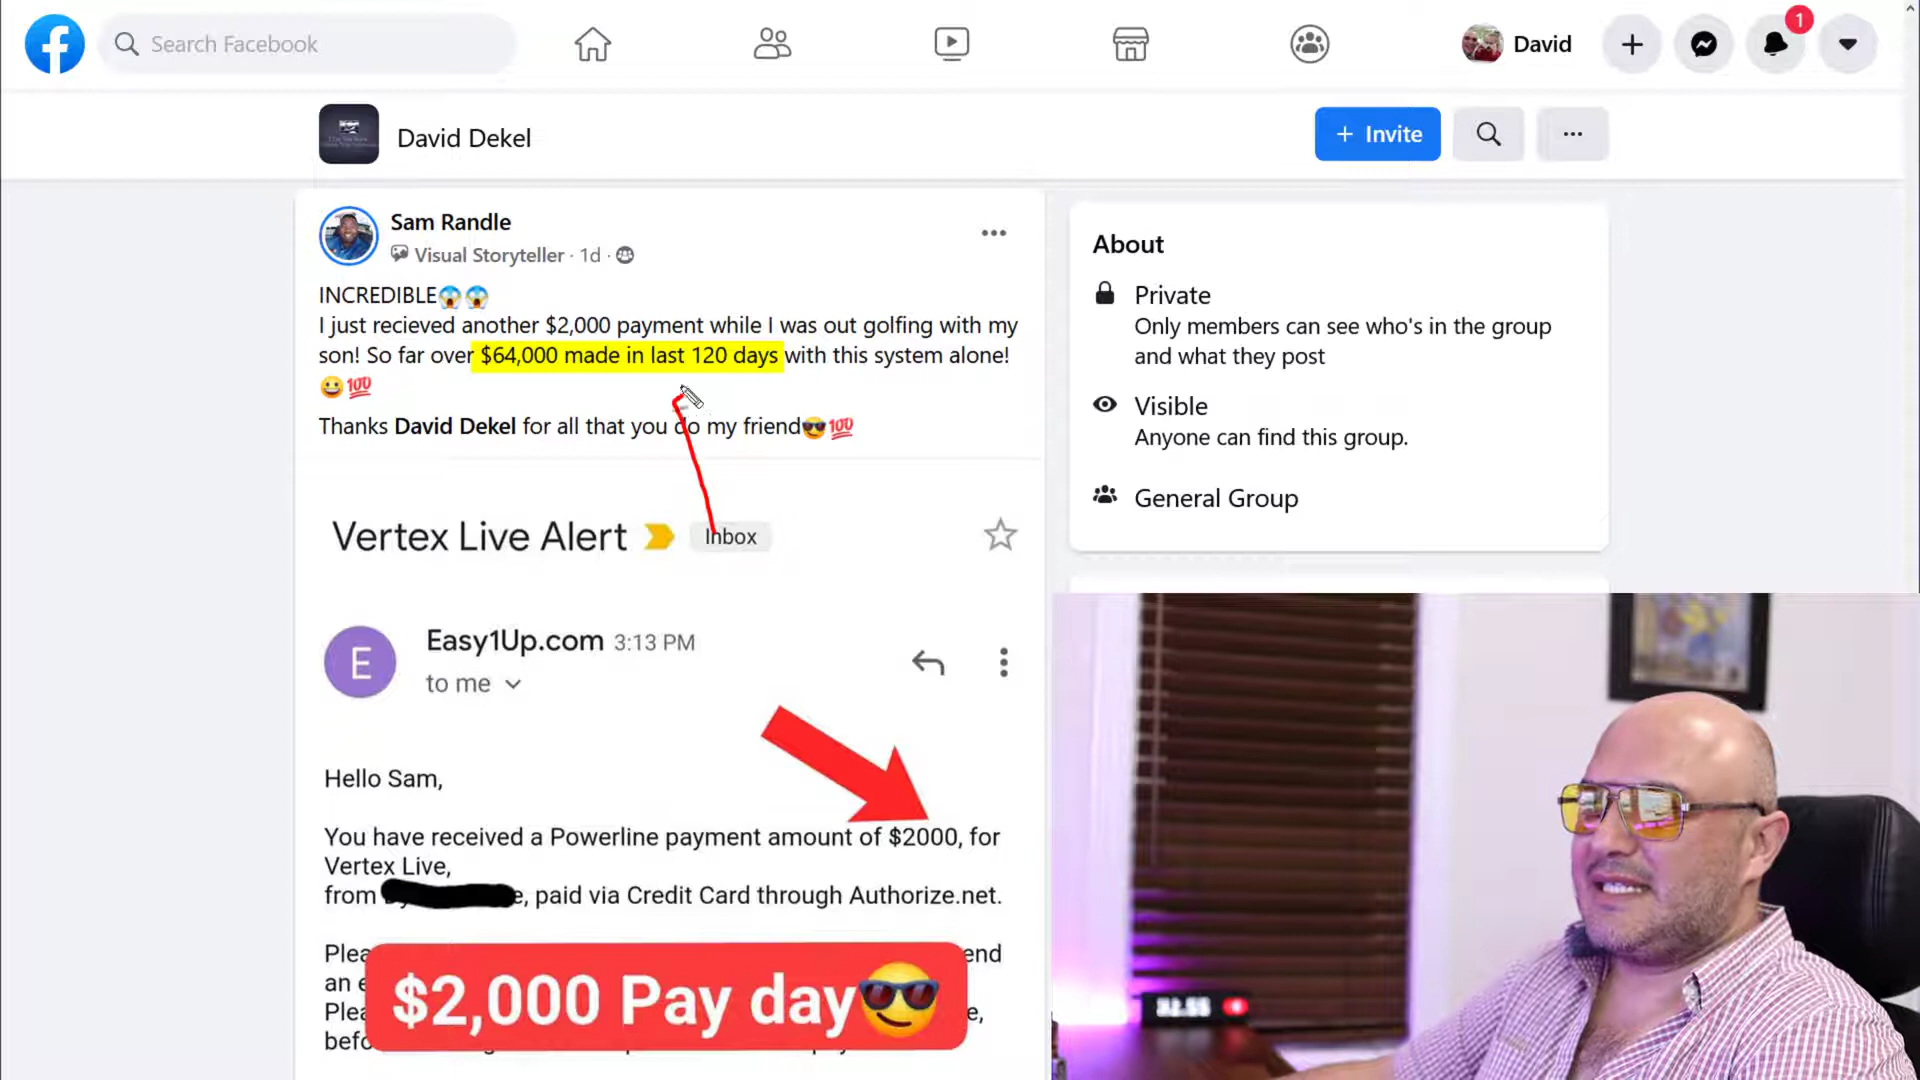 Search Facebook
David
1
David Dekel
+ Invite
Sam Randle
Visual Storyteller · 1d ·
INCREDIBLE😱😱
I just recieved another $2,000 payment while I was out golfing with my
son! So far over $64,000 made in last 120 days with this system alone!
😀💯
Thanks David Dekel for all that you do my friend😎💯
Vertex Live Alert Inbox
E
Easy1Up.com 3:13 PM
to me
Hello Sam,
You have received a Powerline payment amount of $2000, for
Vertex Live,
from e, paid via Credit Card through Authorize.net.
$2,000 Pay day😎
About
Private
Only members can see who's in the group
and what they post
Visible
Anyone can find this group.
General Group